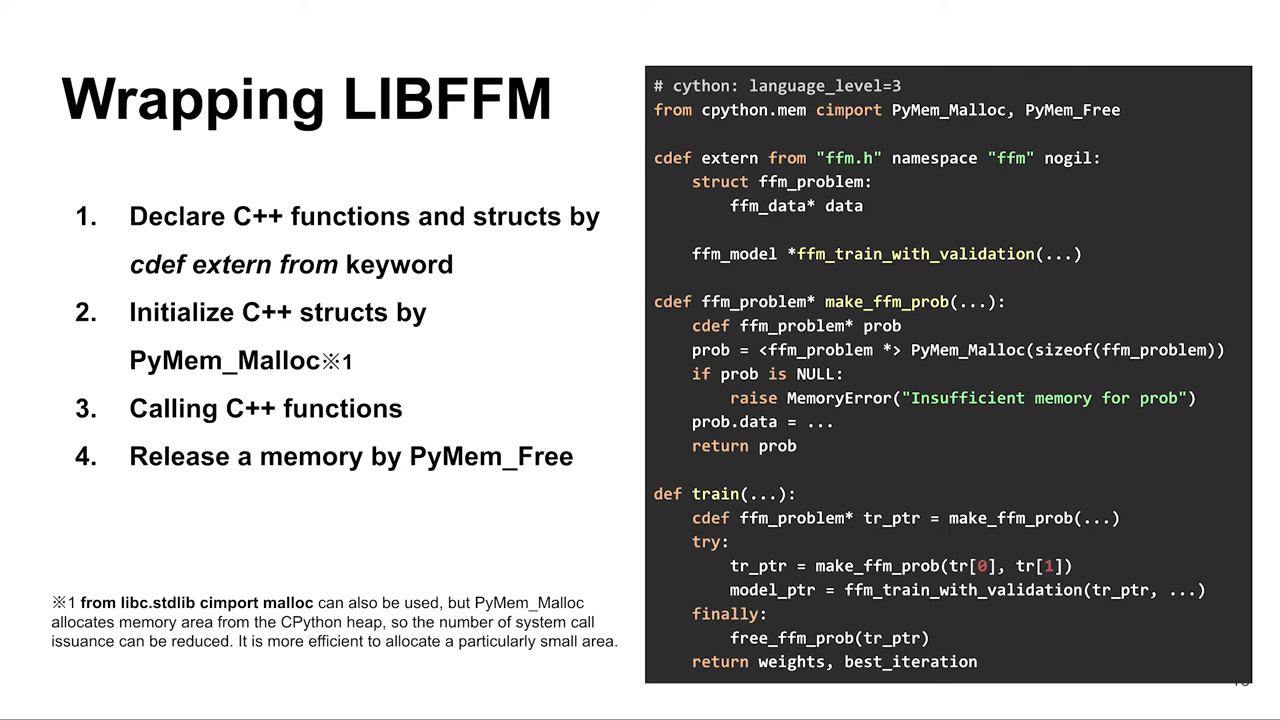 Wrapping LIBFFM
1. Declare C++ functions and structs by
cdef extern from keyword
2. Initialize C++ structs by
PyMem_Malloc※1
3. Calling C++ functions
4. Release a memory by PyMem_Free
※1 from libc.stdlib cimport malloc can also be used, but PyMem_Malloc
allocates memory area from the CPython heap, so the number of system call
issuance can be reduced. It is more efficient to allocate a particularly small area.
# cython: language_level=3
from cpython.mem cimport PyMem_Malloc, PyMem_Free
cdef extern from "ffm.h" namespace "ffm" nogil:
struct ffm_problem:
ffm_data* data
ffm_model *ffm_train_with_validation(...)
cdef ffm_problem* make_ffm_prob(...):
cdef ffm_problem* prob
prob = <ffm_problem *> PyMem_Malloc(sizeof(ffm_problem))
if prob is NULL:
raise MemoryError("Insufficient memory for prob")
prob.data = ...
return prob
def train(...):
cdef ffm_problem* tr_ptr = make_ffm_prob(...)
try:
tr_ptr = make_ffm_prob(tr[0], tr[1])
model_ptr = ffm_train_with_validation(tr_ptr, ...)
finally:
free_ffm_prob(tr_ptr)
return weights, best_iteration